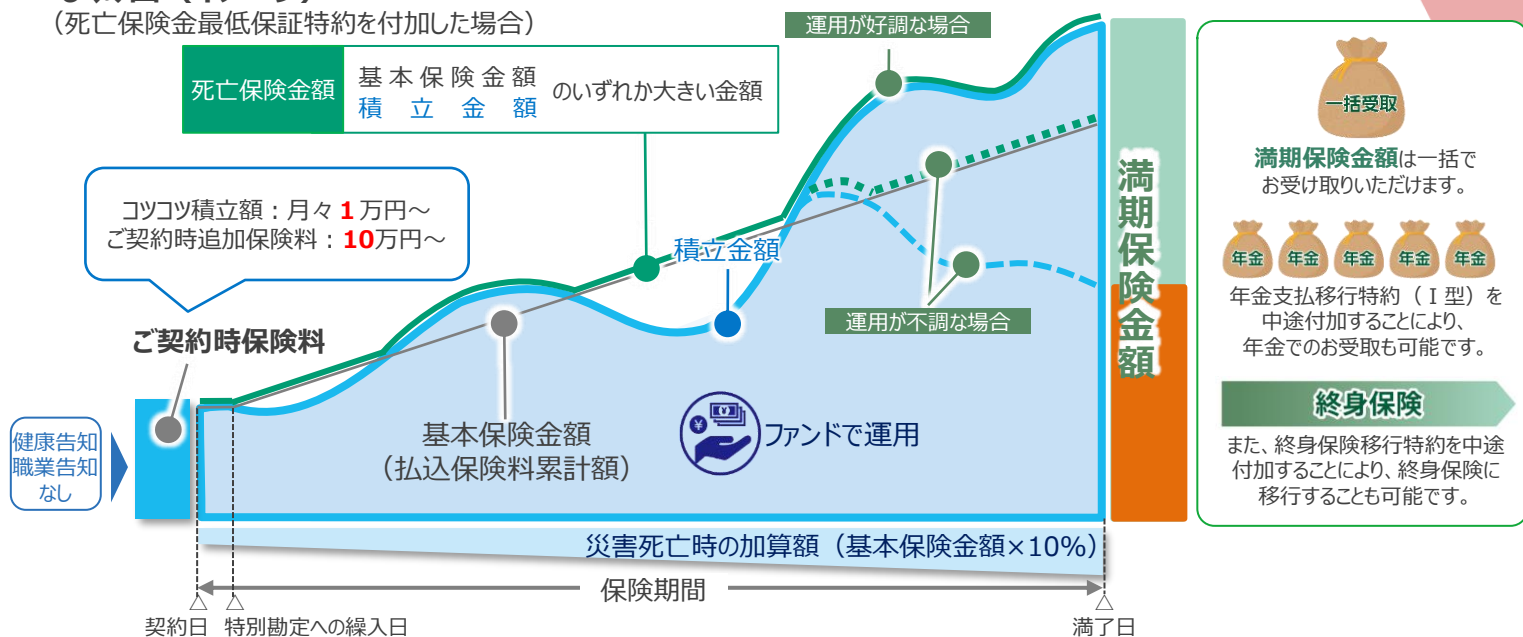 （死亡保険金最低保証特約を付加した場合）
運用が好調な場合
死亡保険金額
基本保険金額
積立金額
のいずれか大きい金額
コツコツ積立額：月々1万円～
ご契約時追加保険料：10万円～
積立金額
運用が不調な場合
ご契約時保険料
健康告知
職業告知
なし
基本保険金額
（払込保険料累計額）
ファンドで運用
満期保険金額
災害死亡時の加算額（基本保険金額×10%）
保険期間
契約日
特別勘定への繰入日
満了日
一括受取
満期保険金額は一括で
お受け取りいただけます。
年金 年金 年金 年金 年金
年金支払移行特約（Ⅰ型）を
中途付加することにより、
年金でのお受取も可能です。
終身保険
また、終身保険移行特約を中途
付加することにより、終身保険に
移行することも可能です。